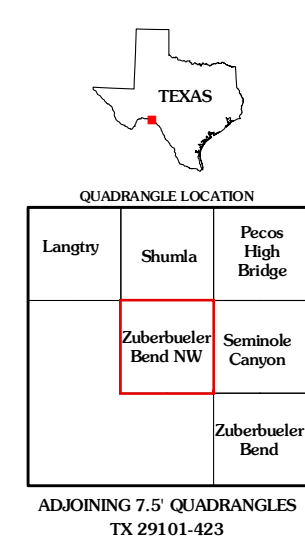 TEXAS
QUADRANGLE LOCATION
Langtry
Shumla
Pecos
High
Bridge
Zuberbueler
Bend NW
Seminole
Canyon
Zuberbueler
Bend
ADJOINING 7.5' QUADRANGLES
TX 29101-423